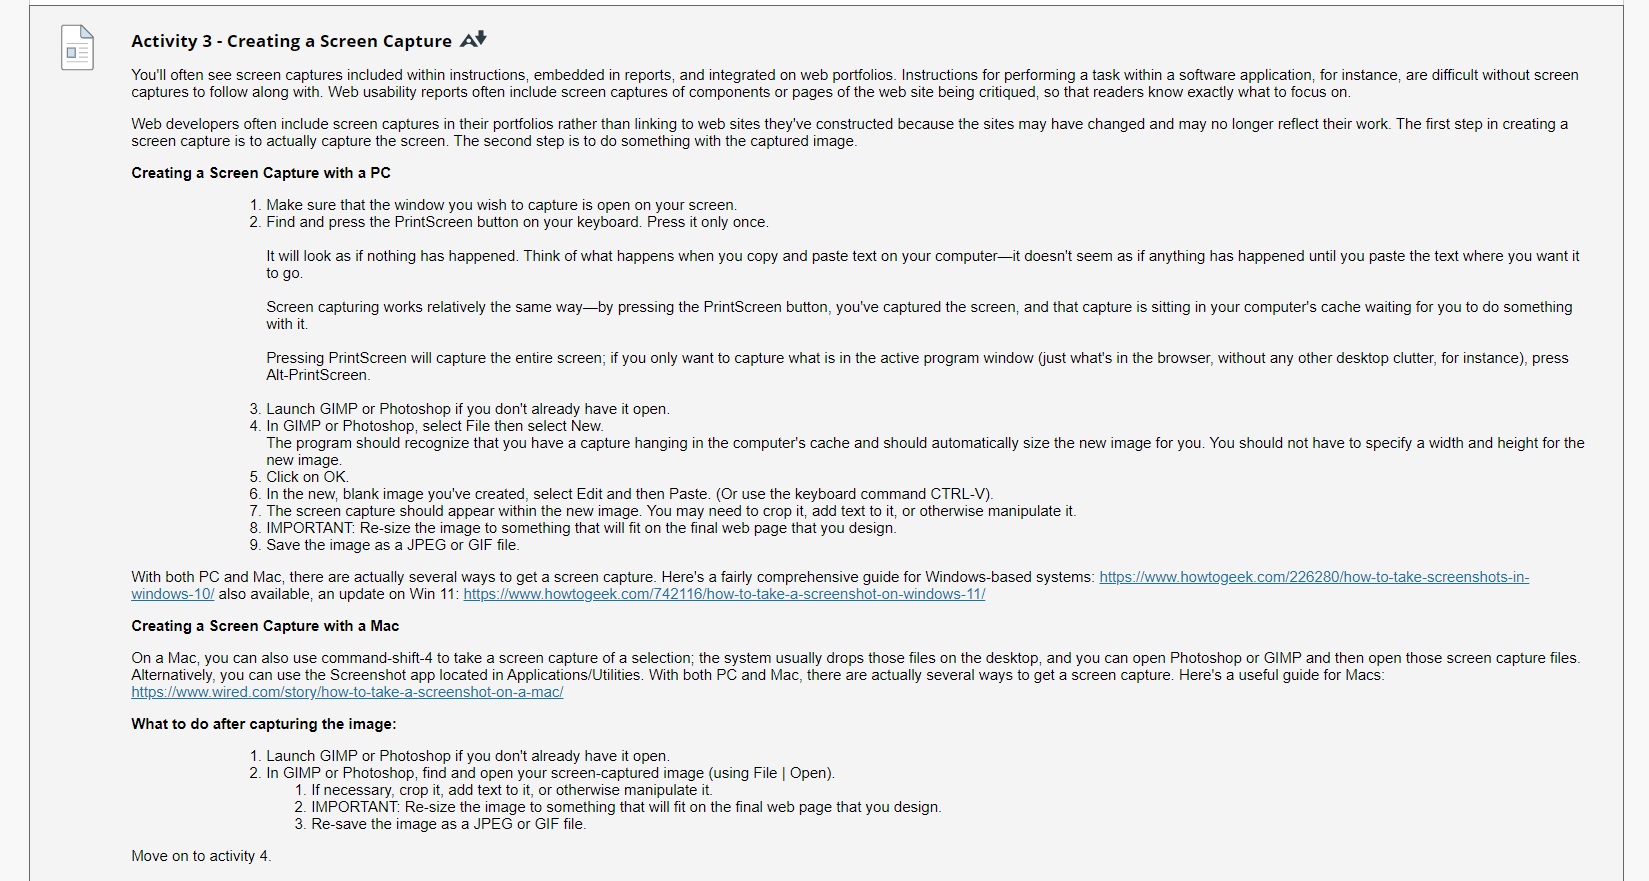 Activity 3 - Creating a Screen Capture
You'll often see screen captures included within instructions, embedded in reports, and integrated on web portfolios. Instructions for performing a task within a software application, for instance, are difficult without screen
captures to follow along with. Web usability reports often include screen captures of components or pages of the web site being critiqued, so that readers know exactly what to focus on.
Web developers often include screen captures in their portfolios rather than linking to web sites they've constructed because the sites may have changed and may no longer reflect their work. The first step in creating a
screen capture is to actually capture the screen. The second step is to do something with the captured image.
Creating a Screen Capture with a PC
1. Make sure that the window you wish to capture is open on your screen.
2. Find and press the PrintScreen button on your keyboard. Press it only once.
It will look as if nothing has happened. Think of what happens when you copy and paste text on your computer—it doesn't seem as if anything has happened until you paste the text where you want it
to go.
Screen capturing works relatively the same way—by pressing the PrintScreen button, you've captured the screen, and that capture is sitting in your computer's cache waiting for you to do something
with it.
Pressing PrintScreen will capture the entire screen; if you only want to capture what is in the active program window (just what's in the browser, without any other desktop clutter, for instance), press
Alt-PrintScreen.
3. Launch GIMP or Photoshop if you don't already have it open.
4. In GIMP or Photoshop, select File then select New.
The program should recognize that you have a capture hanging in the computer's cache and should automatically size the new image for you. You should not have to specify a width and height for the
new image.
5. Click on OK.
6. In the new, blank image you've created, select Edit and then Paste. (Or use the keyboard command CTRL-V).
7. The screen capture should appear within the new image. You may need to crop it, add text to it, or otherwise manipulate it.
8. IMPORTANT: Re-size the image to something that will fit on the final web page that you design.
9. Save the image as a JPEG or GIF file.
With both PC and Mac, there are actually several ways to get a screen capture. Here's a fairly comprehensive guide for Windows-based systems: https://www.howtogeek.com/226280/how-to-take-screenshots-in-
windows-10/ also available, an update on Win 11: https://www.howtogeek.com/742116/how-to-take-a-screenshot-on-windows-11/
Creating a Screen Capture with a Mac
On a Mac, you can also use command-shift-4 to take a screen capture of a selection; the system usually drops those files on the desktop, and you can open Photoshop or GIMP and then open those screen capture files.
Alternatively, you can use the Screenshot app located in Applications/Utilities. With both PC and Mac, there are actually several ways to get a screen capture. Here's a useful guide for Macs:
https://www.wired.com/story/how-to-take-a-screenshot-on-a-mac/
What to do after capturing the image:
1. Launch GIMP or Photoshop if you don't already have it open.
2. In GIMP or Photoshop, find and open your screen-captured image (using File | Open).
1. If necessary, crop it, add text to it, or otherwise manipulate it.
2. IMPORTANT: Re-size the image to something that will fit on the final web page that you design.
3. Re-save the image as a JPEG or GIF file.
Move on to activity 4.